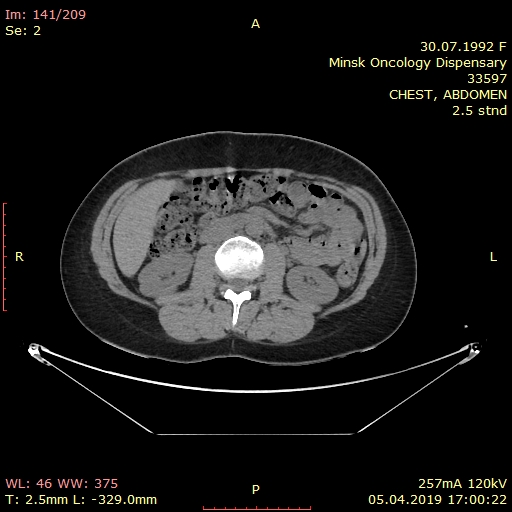 Im: 141/209
Se: 2
A
30.07.1992 F
Minsk Oncology Dispensary
33597
CHEST, ABDOMEN
2.5 stnd
R
L
WL: 46 WW: 375
T: 2.5mm L: -329.0mm
P
257mA 120kV
05.04.2019 17:00:22